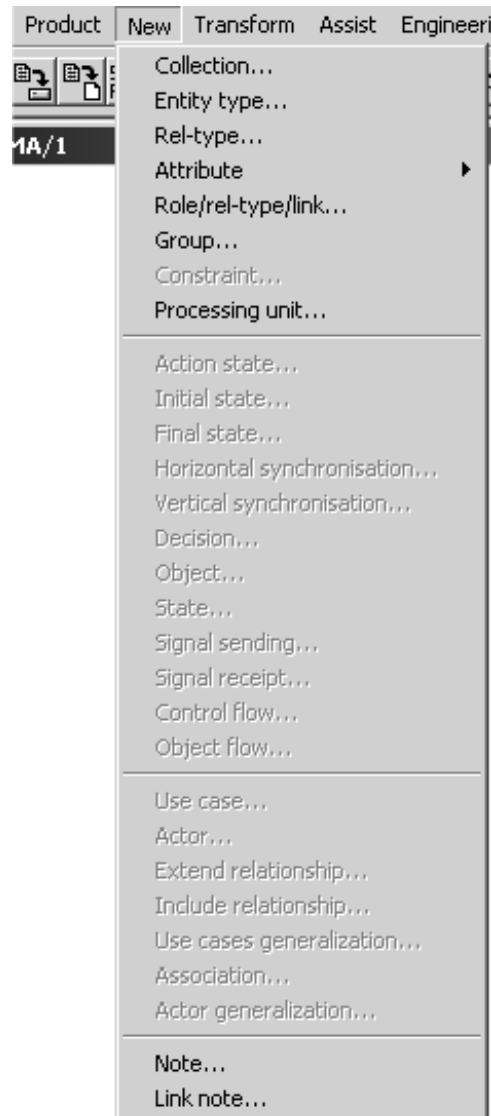 Product New Transform Assist Engineeri
MA/1
Collection...
Entity type...
Rel-type...
Attribute
Role/rel-type/link...
Group...
Constraint...
Processing unit...
Action state...
Initial state...
Final state...
Horizontal synchronisation...
Vertical synchronisation...
Decision...
Object...
State...
Signal sending...
Signal receipt...
Control flow...
Object flow...
Use case...
Actor...
Extend relationship...
Include relationship...
Use cases generalization...
Association...
Actor generalization...
Note...
Link note...